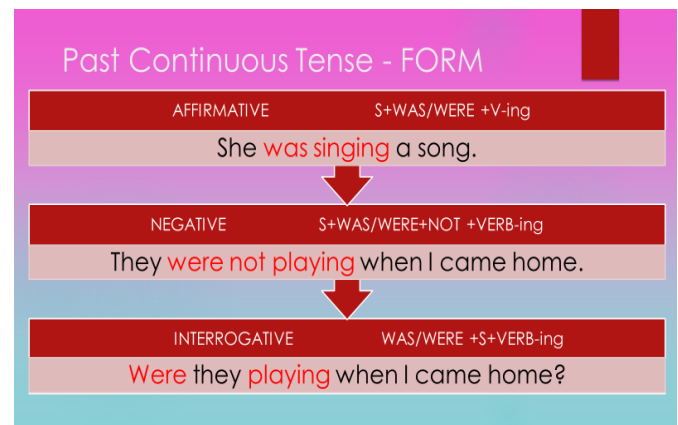 Past Continuous Tense - FORM
AFFIRMATIVE S+WAS/WERE +V-ing
She was singing a song.
NEGATIVE S+WAS/WERE+NOT +VERB-ing
They were not playing when I came home.
INTERROGATIVE WAS/WERE +S+VERB-ing
Were they playing when I came home?